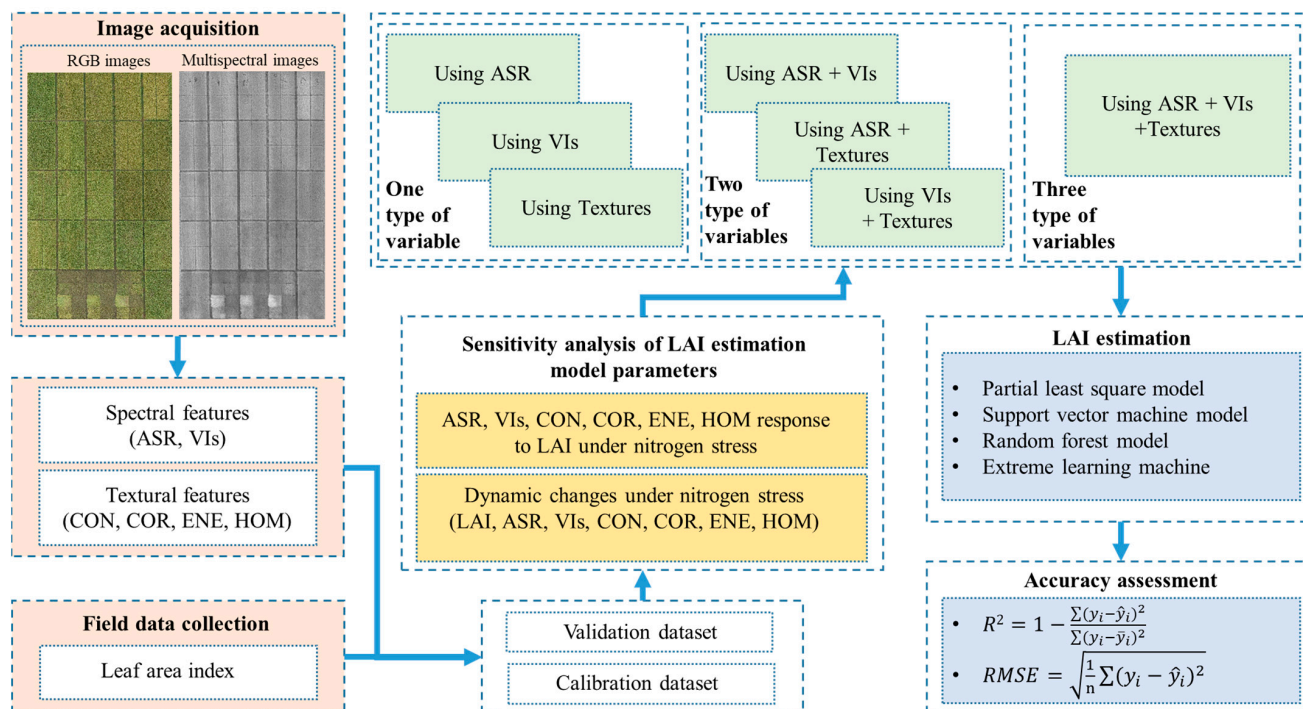 Image acquisition
RGB images
Multispectral images
Spectral features
(ASR, VIs)
Textural features
(CON, COR, ENE, HOM)
Field data collection
Leaf area index
Using ASR
Using VIs
Using Textures
One
type of
variable
Using ASR + VIs
Using ASR +
Textures
Using VIs
+ Textures
Two
type of
variables
Using ASR + VIs
+Textures
Three
type of
variables
Sensitivity analysis of LAI estimation
model parameters
ASR, VIs, CON, COR, ENE, HOM response
to LAI under nitrogen stress
Dynamic changes under nitrogen stress
(LAI, ASR, VIs, CON, COR, ENE, HOM)
Validation dataset
Calibration dataset
LAI estimation
• Partial least square model
• Support vector machine model
• Random forest model
• Extreme learning machine
Accuracy assessment
• R² = 1 − ∑(yᵢ−ŷᵢ)² / ∑(yᵢ−ȳᵢ)²
• RMSE = √(1/n ∑(yᵢ − ŷᵢ)²)